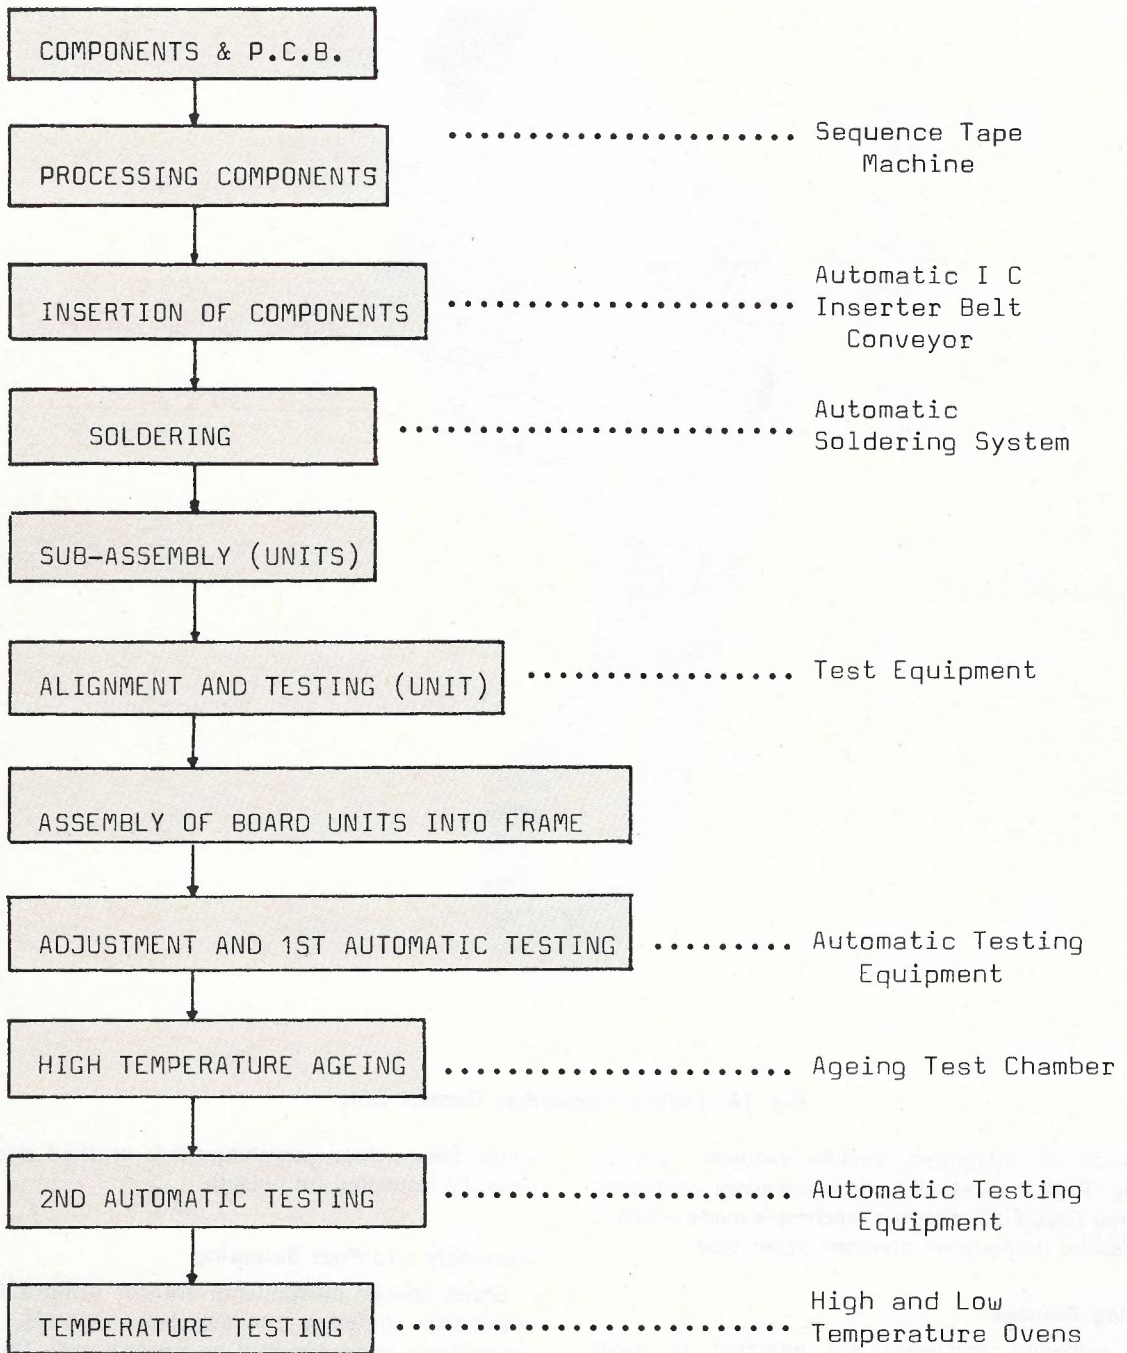 COMPONENTS & P.C.B.
PROCESSING COMPONENTS
Sequence Tape
Machine
INSERTION OF COMPONENTS
Automatic I C
Inserter Belt
Conveyor
SOLDERING
Automatic
Soldering System
SUB-ASSEMBLY (UNITS)
ALIGNMENT AND TESTING (UNIT)
Test Equipment
ASSEMBLY OF BOARD UNITS INTO FRAME
ADJUSTMENT AND 1ST AUTOMATIC TESTING
Automatic Testing
Equipment
HIGH TEMPERATURE AGEING
Ageing Test Chamber
2ND AUTOMATIC TESTING
Automatic Testing
Equipment
TEMPERATURE TESTING
High and Low
Temperature Ovens